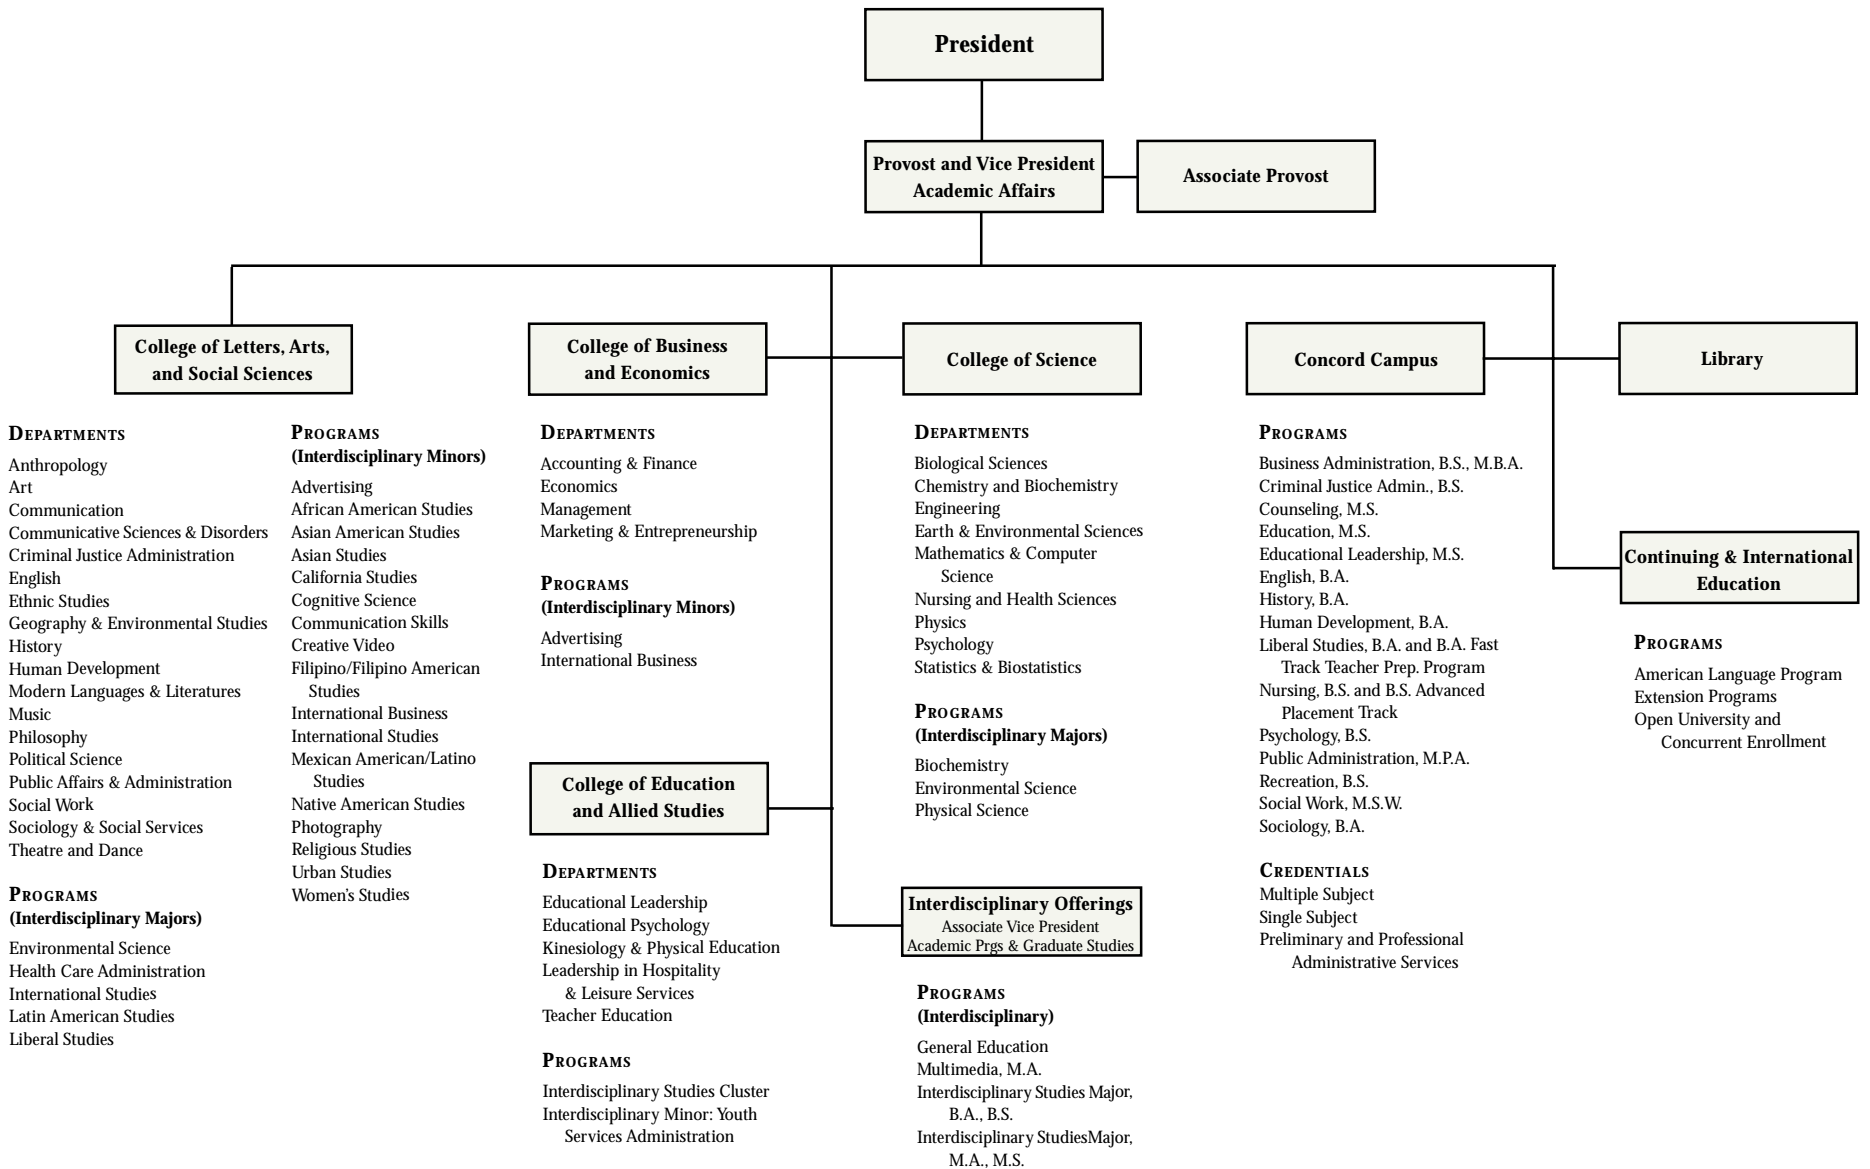 President
Provost and Vice President
Academic Affairs
Associate Provost
College of Letters, Arts,
and Social Sciences
DEPARTMENTS
Anthropology
Art
Communication
Communicative Sciences & Disorders
Criminal Justice Administration
English
Ethnic Studies
Geography & Environmental Studies
History
Human Development
Modern Languages & Literatures
Music
Philosophy
Political Science
Public Affairs & Administration
Social Work
Sociology & Social Services
Theatre and Dance
PROGRAMS
(Interdisciplinary Majors)
Environmental Science
Health Care Administration
International Studies
Latin American Studies
Liberal Studies
PROGRAMS
(Interdisciplinary Minors)
Advertising
African American Studies
Asian American Studies
Asian Studies
California Studies
Cognitive Science
Communication Skills
Creative Video
Filipino/Filipino American
Studies
International Business
International Studies
Mexican American/Latino
Studies
Native American Studies
Photography
Religious Studies
Urban Studies
Women's Studies
College of Business
and Economics
DEPARTMENTS
Accounting & Finance
Economics
Management
Marketing & Entrepreneurship
PROGRAMS
(Interdisciplinary Minors)
Advertising
International Business
College of Education
and Allied Studies
DEPARTMENTS
Educational Leadership
Educational Psychology
Kinesiology & Physical Education
Leadership in Hospitality
& Leisure Services
Teacher Education
PROGRAMS
Interdisciplinary Studies Cluster
Interdisciplinary Minor: Youth
Services Administration
College of Science
DEPARTMENTS
Biological Sciences
Chemistry and Biochemistry
Engineering
Earth & Environmental Sciences
Mathematics & Computer
Science
Nursing and Health Sciences
Physics
Psychology
Statistics & Biostatistics
PROGRAMS
(Interdisciplinary Majors)
Biochemistry
Environmental Science
Physical Science
Interdisciplinary Offerings
Associate Vice President
Academic Prgs & Graduate Studies
PROGRAMS
(Interdisciplinary)
General Education
Multimedia, M.A.
Interdisciplinary Studies Major,
B.A., B.S.
Interdisciplinary StudiesMajor,
M.A., M.S.
Concord Campus
PROGRAMS
Business Administration, B.S., M.B.A.
Criminal Justice Admin., B.S.
Counseling, M.S.
Education, M.S.
Educational Leadership, M.S.
English, B.A.
History, B.A.
Human Development, B.A.
Liberal Studies, B.A. and B.A. Fast
Track Teacher Prep. Program
Nursing, B.S. and B.S. Advanced
Placement Track
Psychology, B.S.
Public Administration, M.P.A.
Recreation, B.S.
Social Work, M.S.W.
Sociology, B.A.
CREDENTIALS
Multiple Subject
Single Subject
Preliminary and Professional
Administrative Services
Library
Continuing & International
Education
PROGRAMS
American Language Program
Extension Programs
Open University and
Concurrent Enrollment